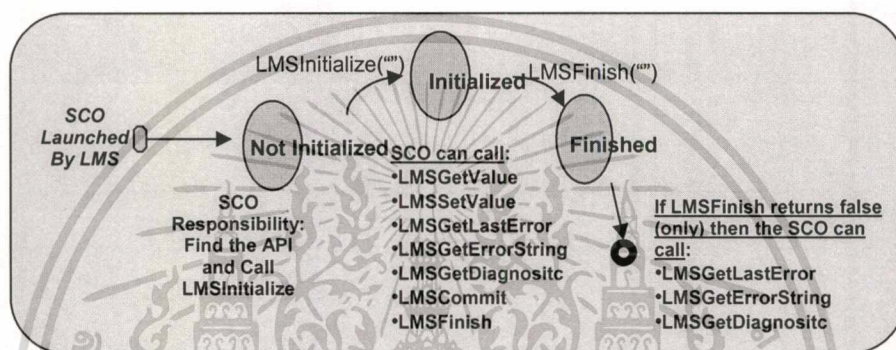 LMSInitialize(“”)
Initialized
LMSFinish(“”)
SCO
Launched
By LMS
Not Initialized
Finished
SCO
Responsibility:
Find the API
and Call
LMSInitialize
SCO can call:
•LMSGetValue
•LMSSetValue
•LMSGetLastError
•LMSGetErrorString
•LMSGetDiagnositc
•LMSCommit
•LMSFinish
If LMSFinish returns false
(only) then the SCO can
call:
•LMSGetLastError
•LMSGetErrorString
•LMSGetDiagnositc